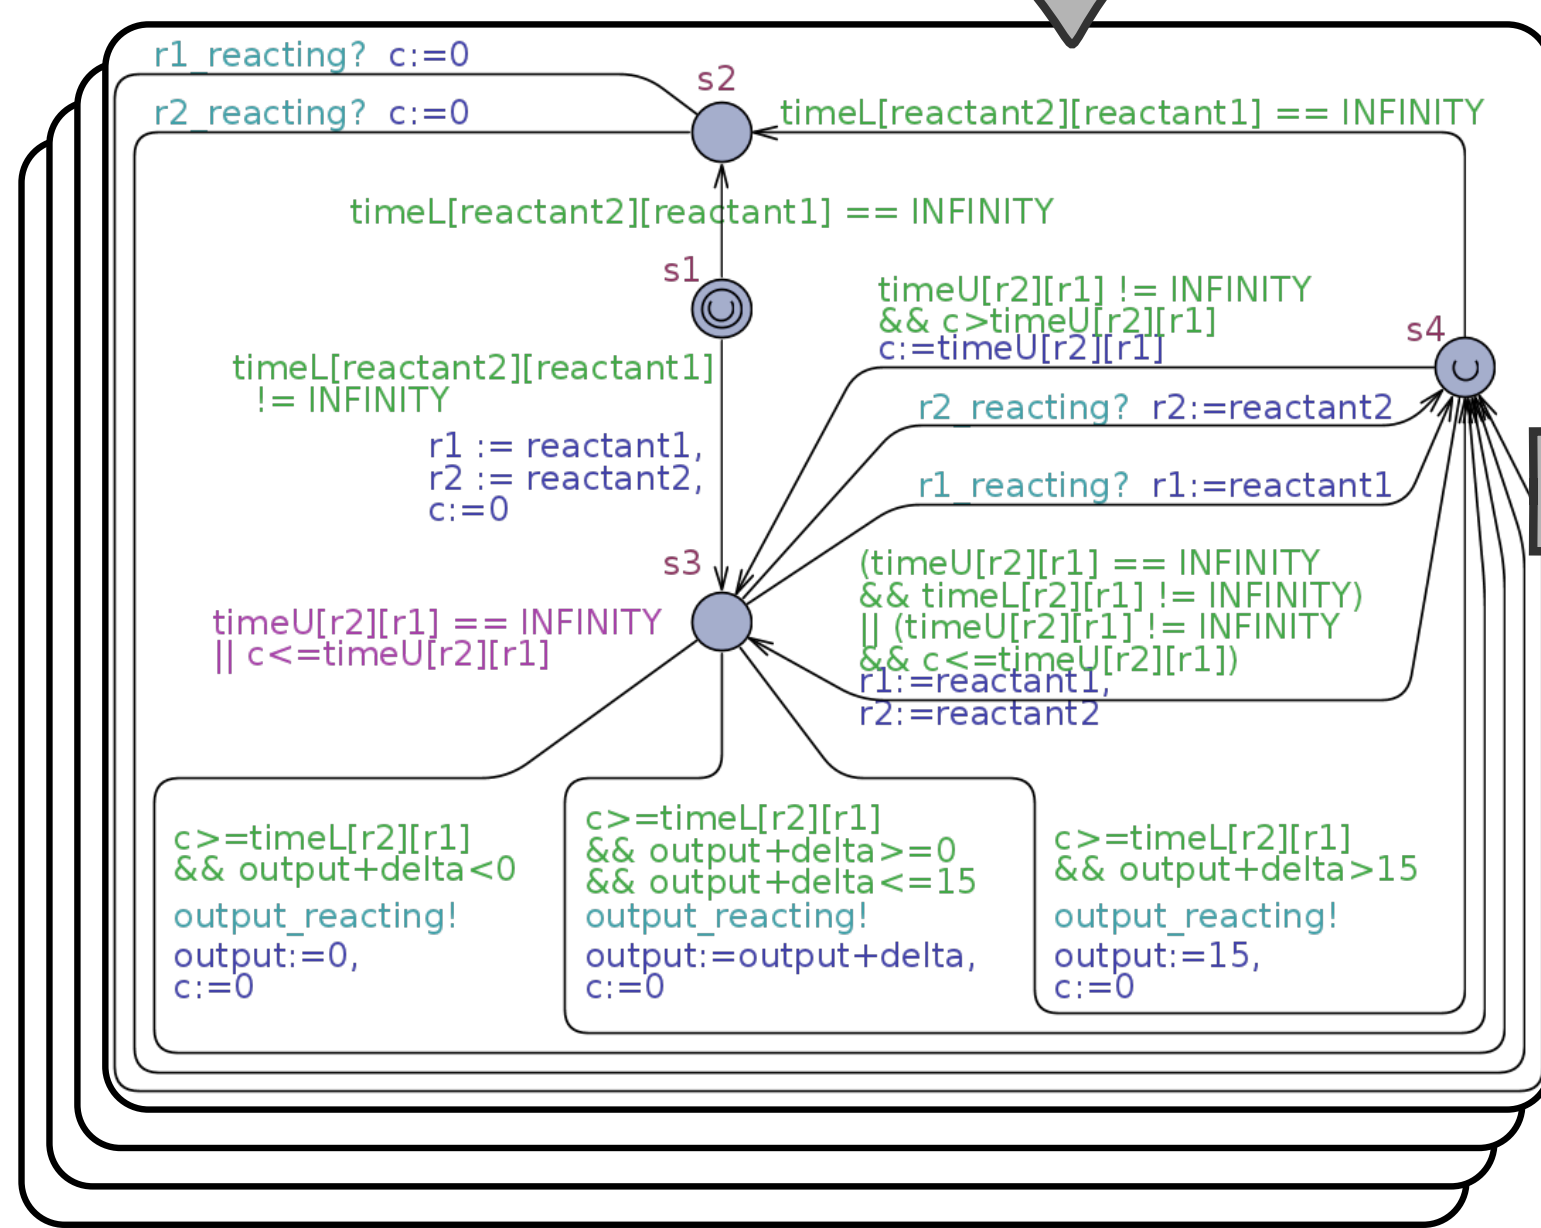 r1_reacting? c:=0
s2
r2_reacting? c:=0
timeL[reactant2][reactant1] == INFINITY
timeL[reactant2][reactant1] == INFINITY
s1
timeU[r2][r1] != INFINITY
&& c>timeU[r2][r1]
c:=timeU[r2][r1]
s4
timeL[reactant2][reactant1]
!= INFINITY
r1 := reactant1,
r2 := reactant2,
c:=0
r2_reacting? r2:=reactant2
r1_reacting? r1:=reactant1
s3
timeU[r2][r1] == INFINITY
|| c<=timeU[r2][r1]
(timeU[r2][r1] == INFINITY
&& timeL[r2][r1] != INFINITY)
|| (timeU[r2][r1] != INFINITY
&& c<=timeU[r2][r1])
r1:=reactant1,
r2:=reactant2
c>=timeL[r2][r1]
&& output+delta<0
output_reacting!
output:=0,
c:=0
c>=timeL[r2][r1]
&& output+delta>=0
&& output+delta<=15
output_reacting!
output:=output+delta,
c:=0
c>=timeL[r2][r1]
&& output+delta>15
output_reacting!
output:=15,
c:=0